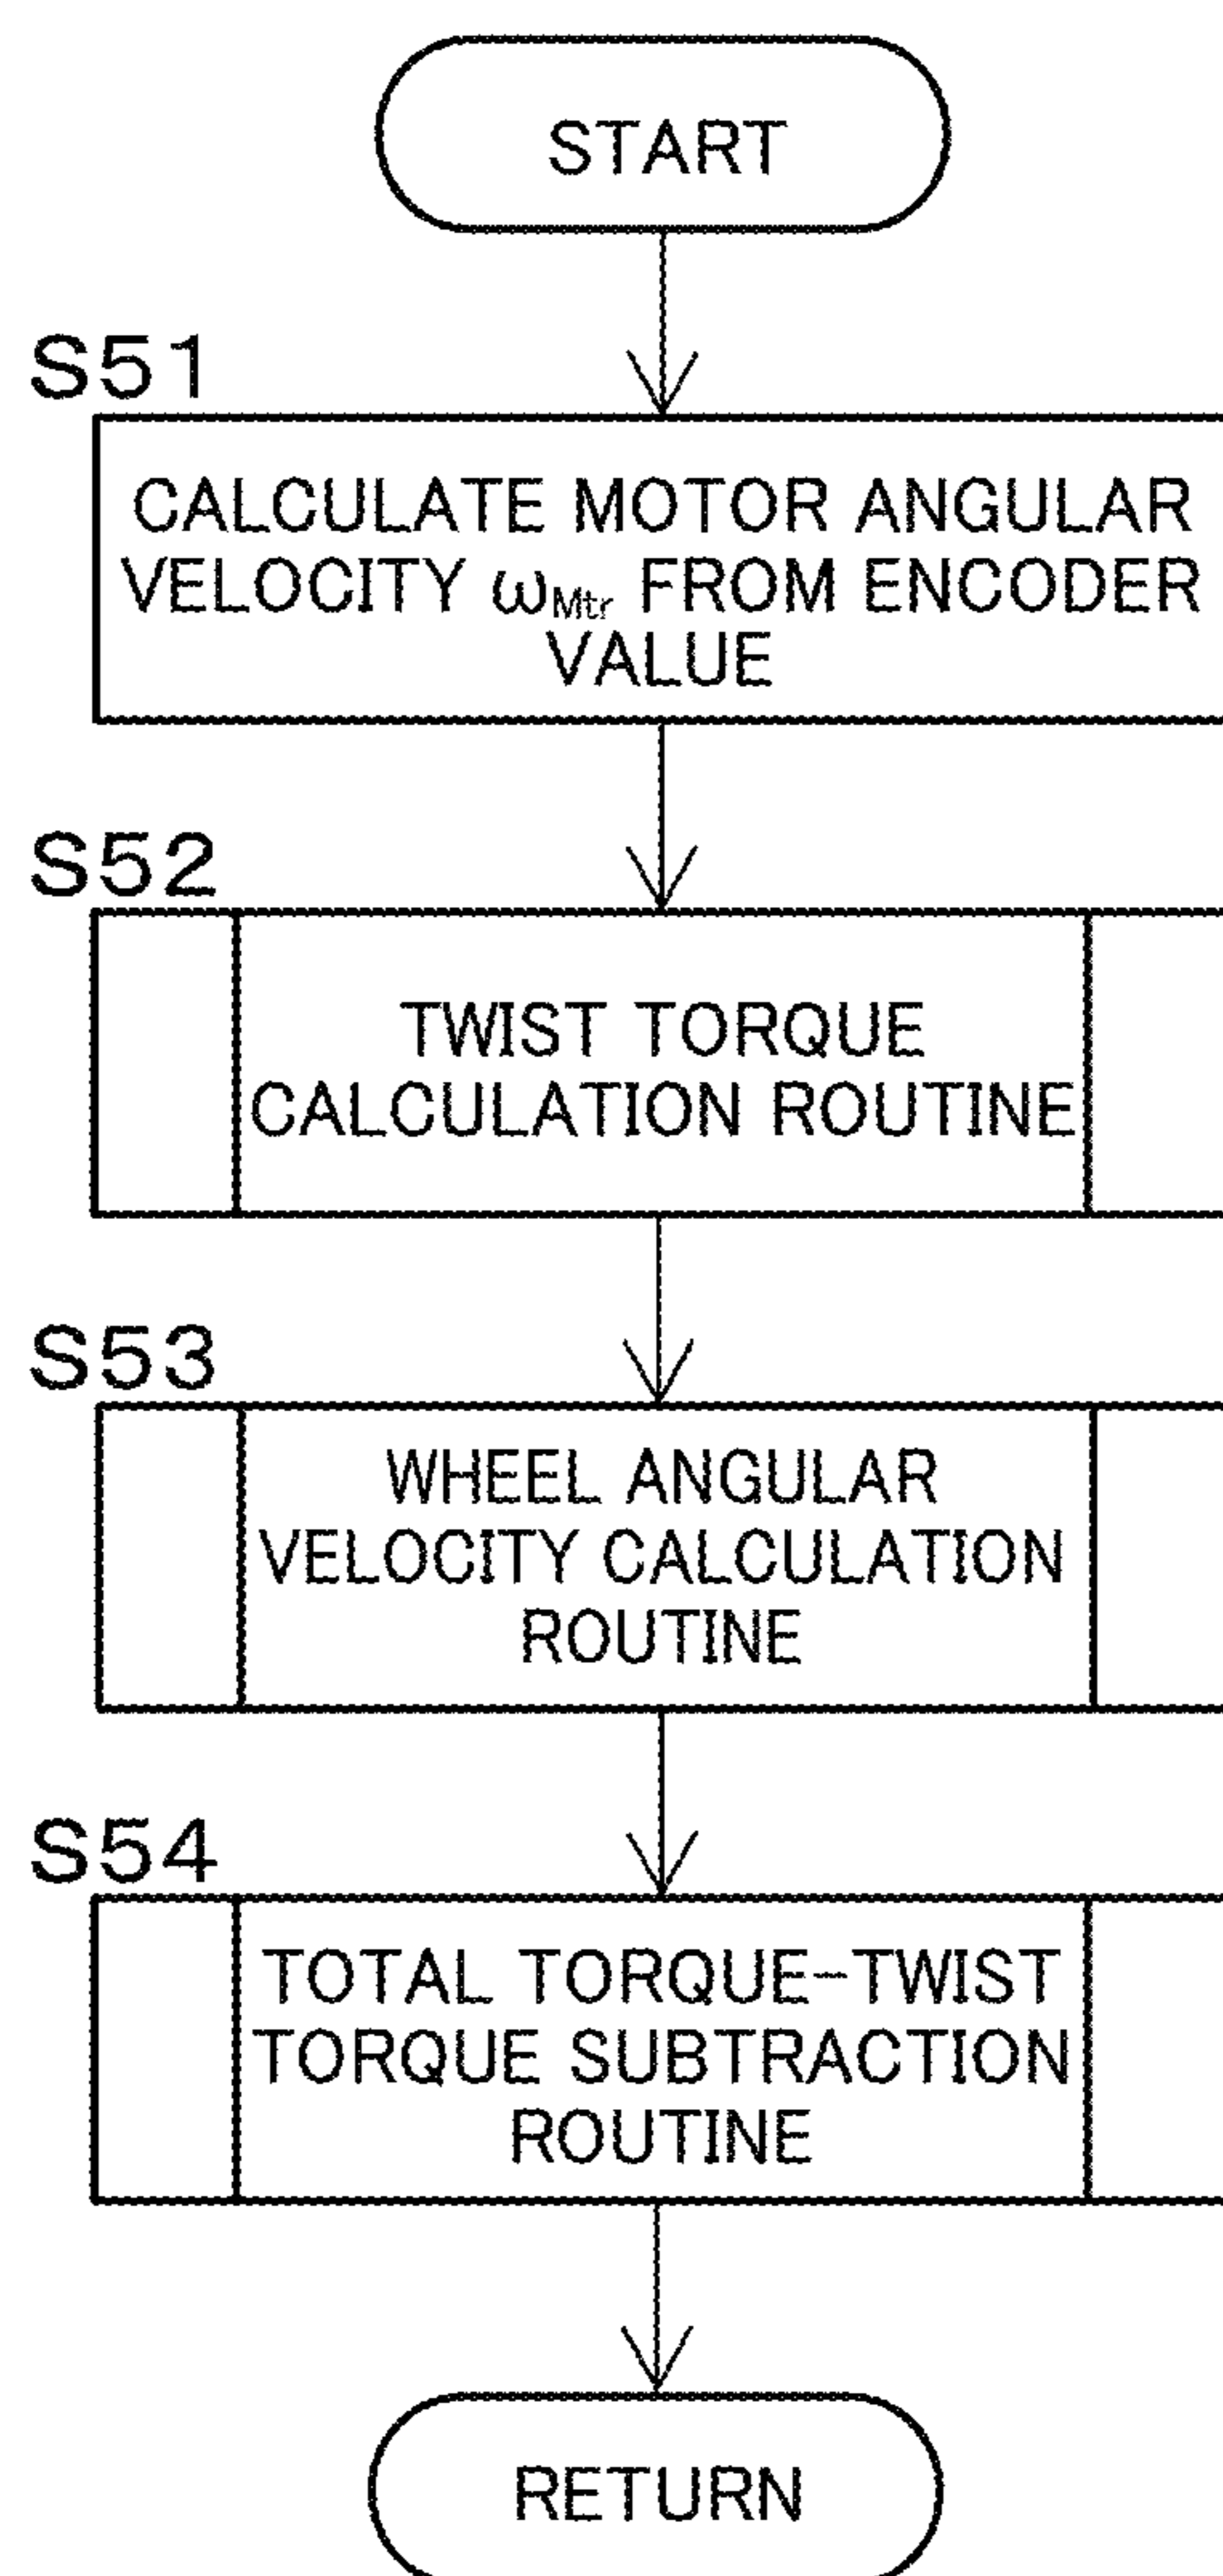 START
S51
CALCULATE MOTOR ANGULAR
VELOCITY ωMtr FROM ENCODER
VALUE
S52
TWIST TORQUE
CALCULATION ROUTINE
S53
WHEEL ANGULAR
VELOCITY CALCULATION
ROUTINE
S54
TOTAL TORQUE-TWIST
TORQUE SUBTRACTION
ROUTINE
RETURN